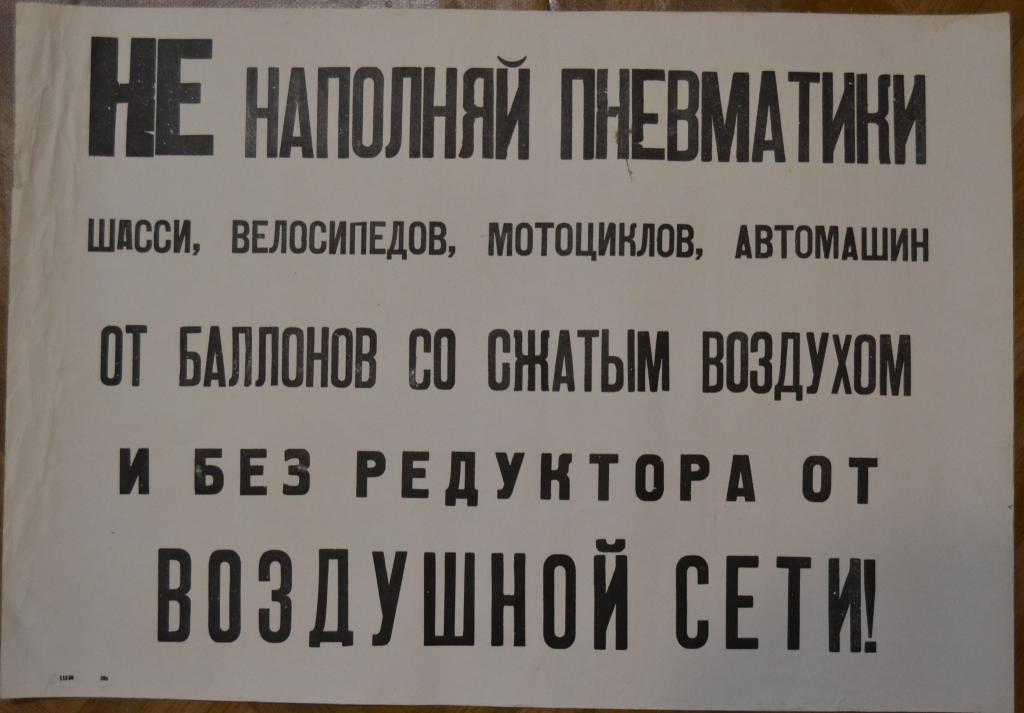 НЕ НАПОЛНЯЙ ПНЕВМАТИКИ
ШАССИ, ВЕЛОСИПЕДОВ, МОТОЦИКЛОВ, АВТОМАШИН
ОТ БАЛЛОНОВ СО СЖАТЫМ ВОЗДУХОМ
И БЕЗ РЕДУКТОРА ОТ
ВОЗДУШНОЙ СЕТИ!